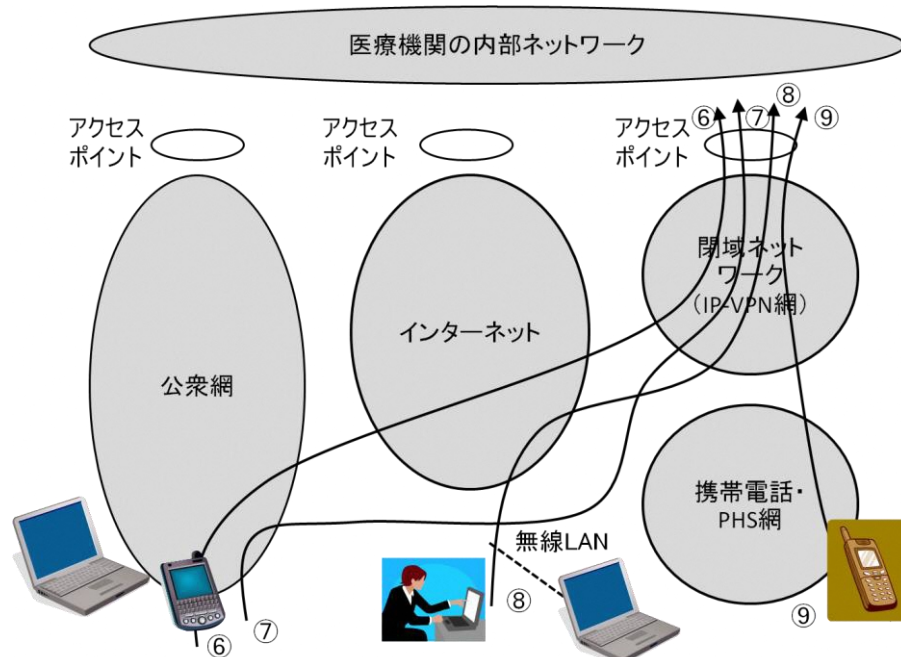 医療機関の内部ネットワーク
⑧
⑥
⑦
⑨
アクセス
ポイント
アクセス
ポイント
アクセス
ポイント
閉域ネット
ワーク
（IP-VPN網）
インターネット
公衆網
携帯電話・
PHS網
無線LAN
⑧
⑨
⑥
⑦